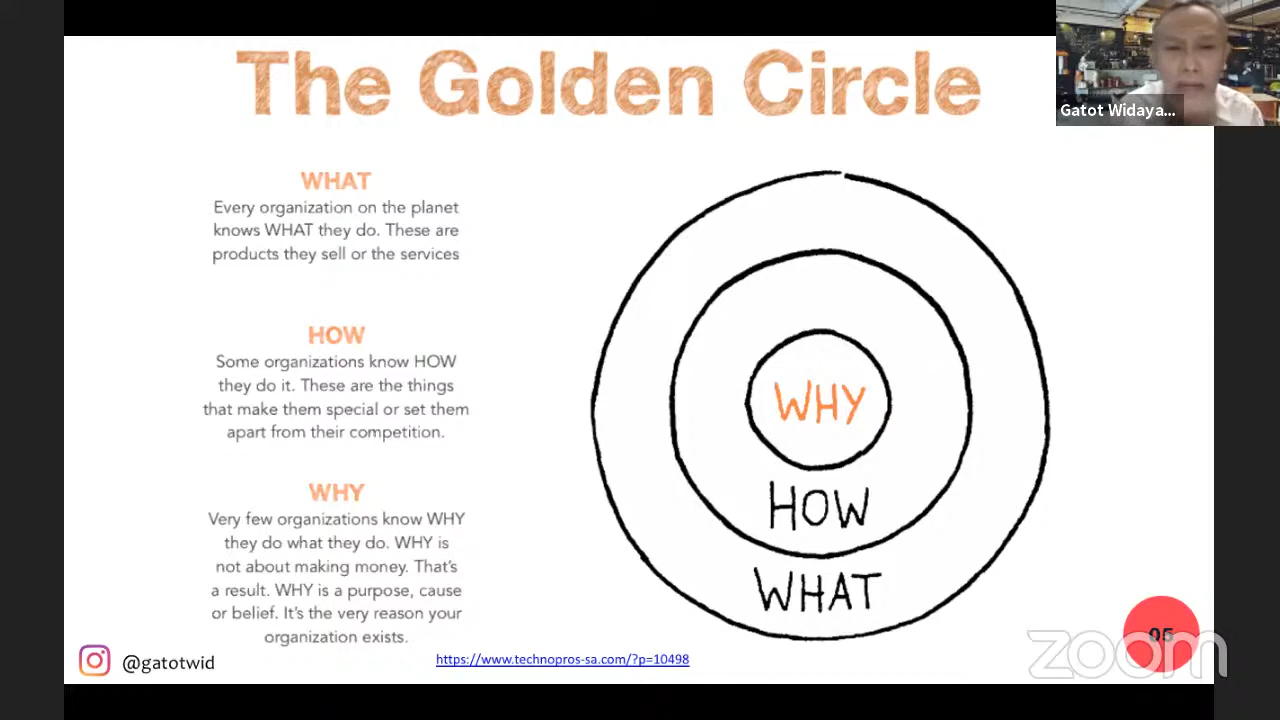 The Golden Circle
Gatot Widaya...
WHAT
Every organization on the planet
knows WHAT they do. These are
products they sell or the services
HOW
Some organizations know HOW
they do it. These are the things
that make them special or set them
apart from their competition.
WHY
Very few organizations know WHY
they do what they do. WHY is
not about making money. That's
a result. WHY is a purpose, cause
or belief. It's the very reason your
organization exists.
WHY
HOW
WHAT
@gatotwid
https://www.technopros-sa.com/?p=10498
05
zoom